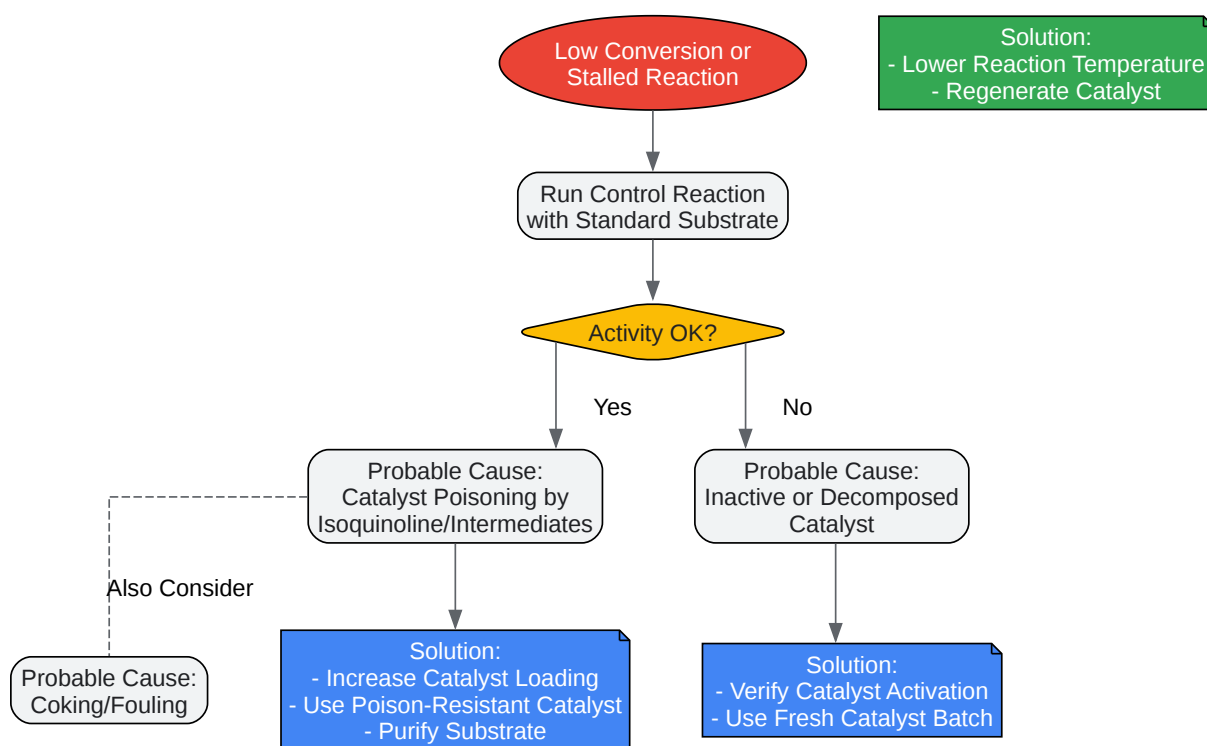 Low Conversion or
Stalled Reaction
Solution:
- Lower Reaction Temperature
- Regenerate Catalyst
Run Control Reaction
with Standard Substrate
Activity OK?
Yes
No
Probable Cause:
Catalyst Poisoning by
Isoquinoline/Intermediates
Probable Cause:
Inactive or Decomposed
Catalyst
Also Consider
Probable Cause:
Coking/Fouling
Solution:
- Increase Catalyst Loading
- Use Poison-Resistant Catalyst
- Purify Substrate
Solution:
- Verify Catalyst Activation
- Use Fresh Catalyst Batch